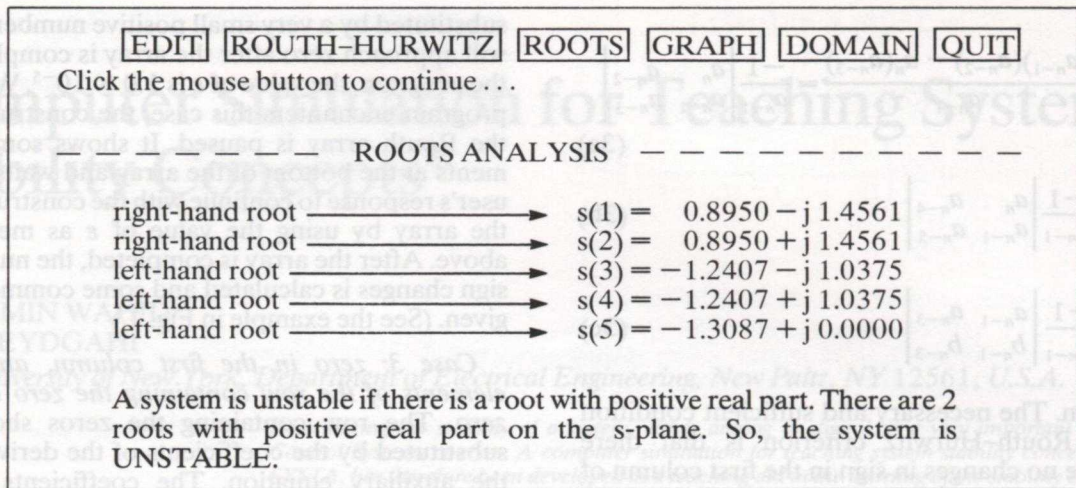 EDIT ROUTH–HURWITZ ROOTS GRAPH DOMAIN QUIT
Click the mouse button to continue . . .
— — — — — — ROOTS ANALYSIS — — — — — — — — — —
right-hand root ⟶ s(1) = 0.8950 − j 1.4561
right-hand root ⟶ s(2) = 0.8950 + j 1.4561
left-hand root ⟶ s(3) = −1.2407 − j 1.0375
left-hand root ⟶ s(4) = −1.2407 + j 1.0375
left-hand root ⟶ s(5) = −1.3087 + j 0.0000
A system is unstable if there is a root with positive real part. There are 2
roots with positive real part on the s-plane. So, the system is
UNSTABLE.